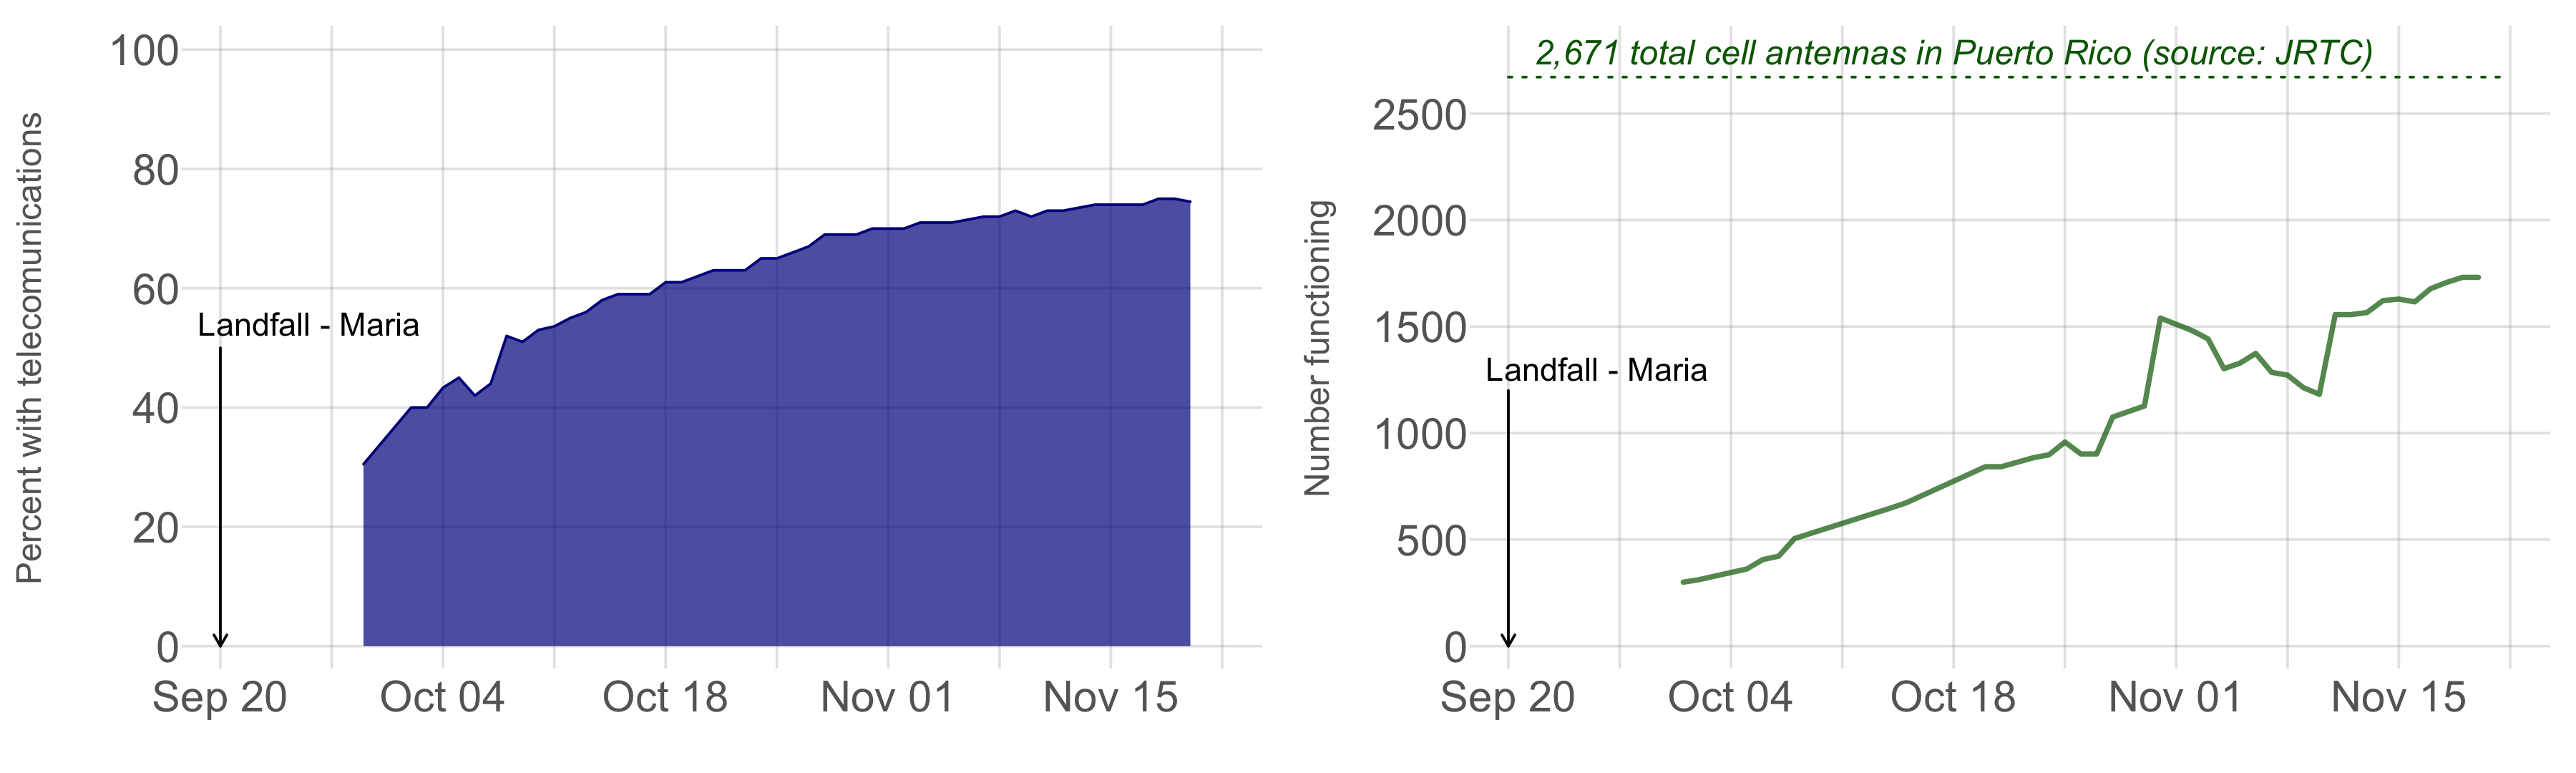 Percent with telecomunications
100
80
60
40
20
0
Landfall - Maria
Sep 20
Oct 04
Oct 18
Nov 01
Nov 15
Number functioning
2,671 total cell antennas in Puerto Rico (source: JRTC)
2500
2000
1500
1000
500
0
Landfall - Maria
Sep 20
Oct 04
Oct 18
Nov 01
Nov 15